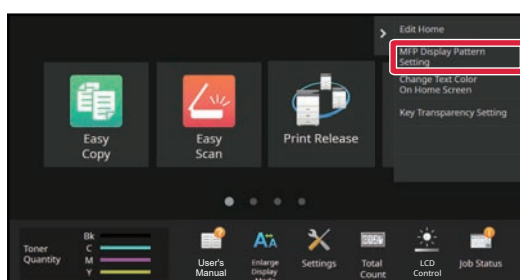 Edit Home
MFP Display Pattern
Setting
Change Text Color
On Home Screen
Key Transparency Setting
Easy
Copy
Easy
Scan
Print Release
Toner
Quantity
Bk
C
M
Y
User's
Manual
Enlarge
Display
Mode
Settings
Total
Count
LCD
Control
Job Status